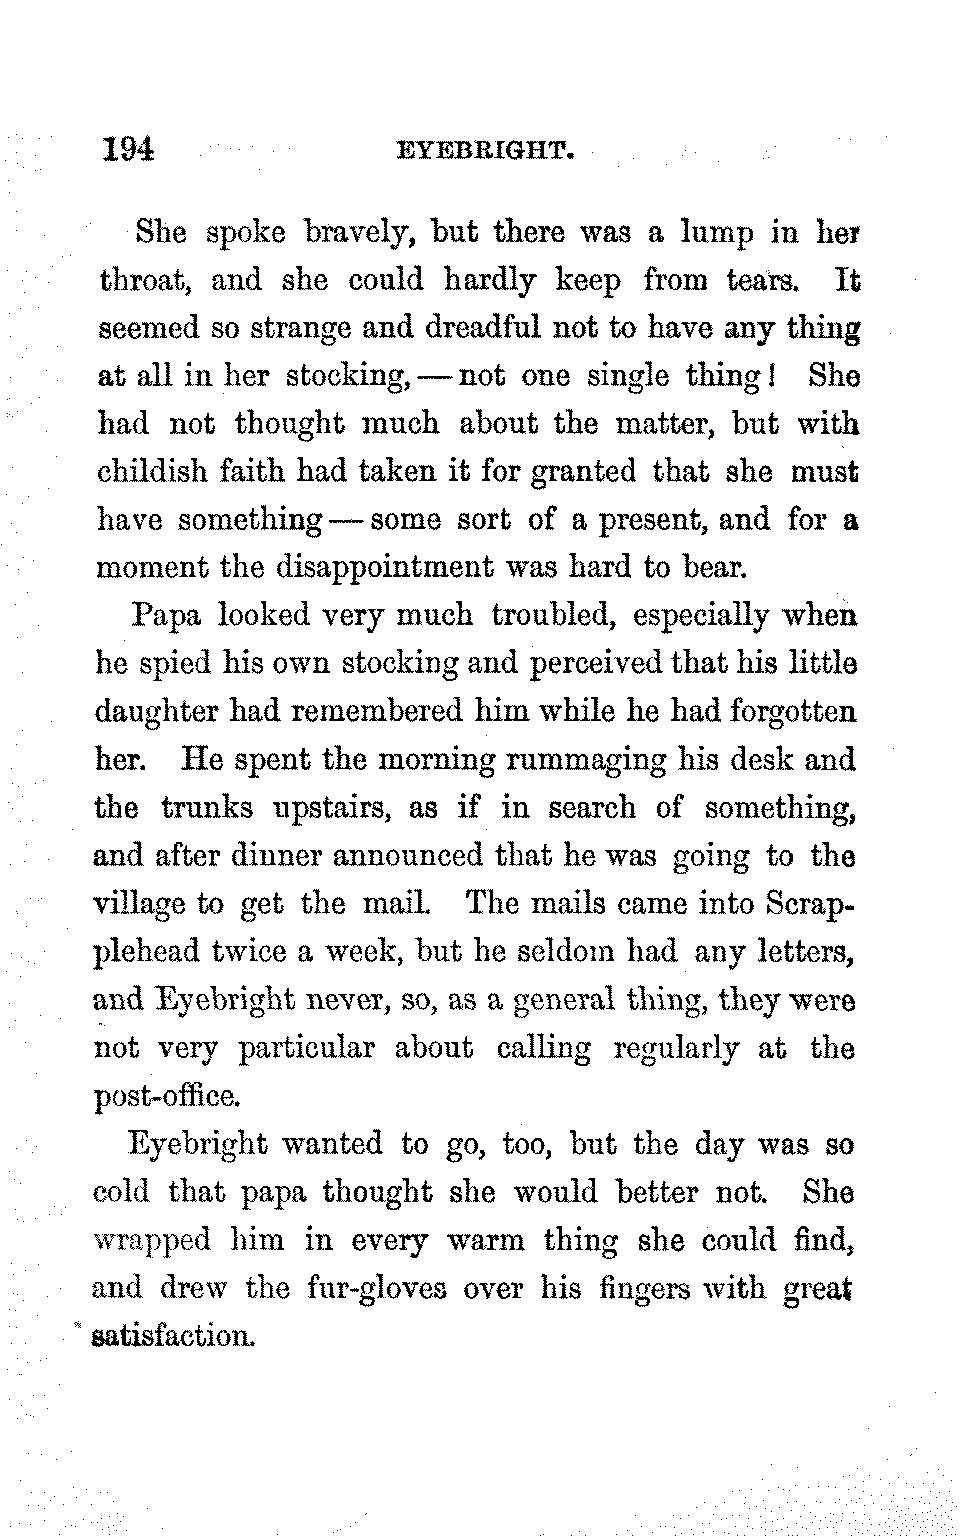 194 EYEBRIGHT.
She spoke bravely, but there was a lump in her
throat, and she could hardly keep from tears. It
seemed so strange and dreadful not to have any thing
at all in her stocking,—not one single thing! She
had not thought much about the matter, but with
childish faith had taken it for granted that she must
have something—some sort of a present, and for a
moment the disappointment was hard to bear.
Papa looked very much troubled, especially when
he spied his own stocking and perceived that his little
daughter had remembered him while he had forgotten
her. He spent the morning rummaging his desk and
the trunks upstairs, as if in search of something,
and after dinner announced that he was going to the
village to get the mail. The mails came into Scrap-
plehead twice a week, but he seldom had any letters,
and Eyebright never, so, as a general thing, they were
not very particular about calling regularly at the
post-office.
Eyebright wanted to go, too, but the day was so
cold that papa thought she would better not. She
wrapped him in every warm thing she could find,
and drew the fur-gloves over his fingers with great
satisfaction.